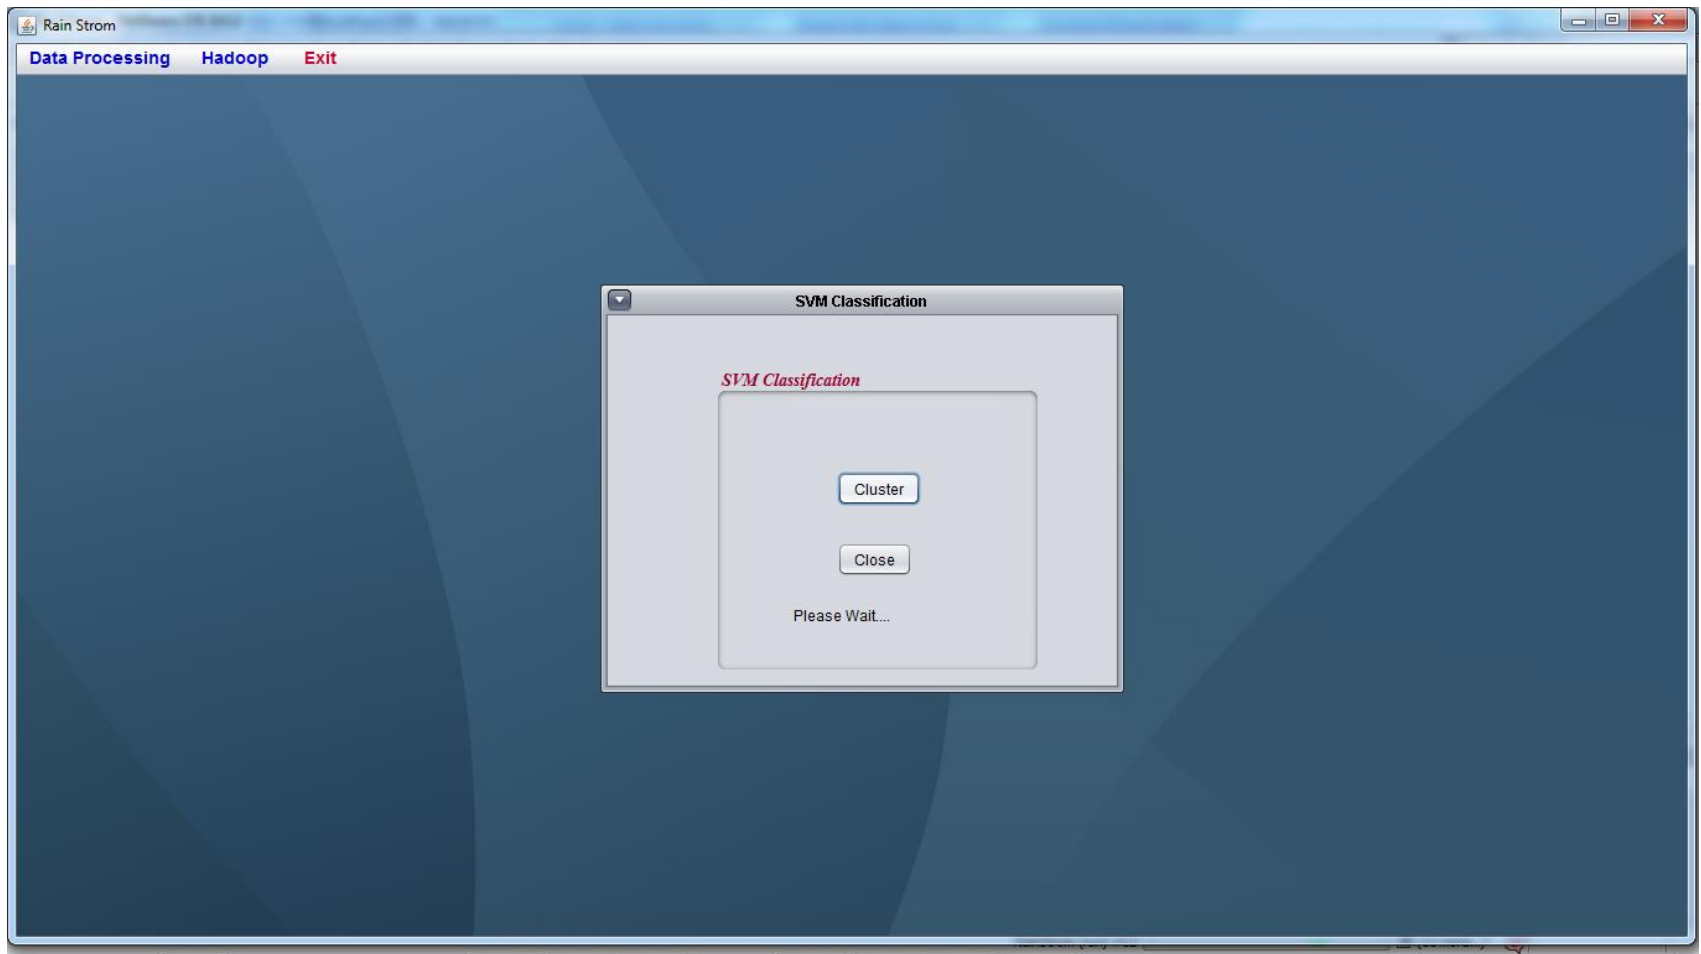 Rain Strom
Data Processing Hadoop Exit
SVM Classification
SVM Classification
Cluster
Close
Please Wait....